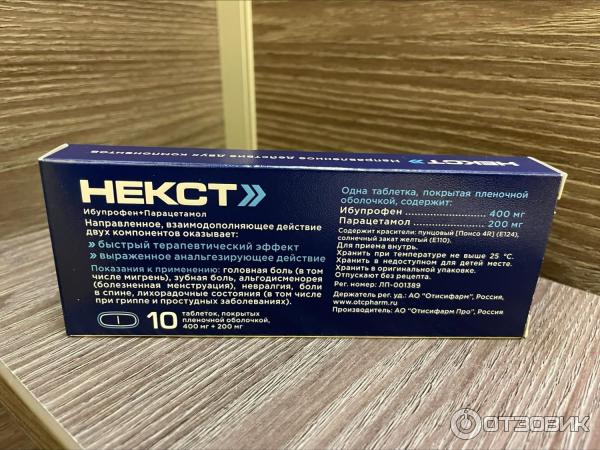 Направленное действие двух компонентов
НЕКСТ
НЕКСТ
Ибупрофен+Парацетамол
Направленное, взаимодополняющее действие
двух компонентов оказывает:
быстрый терапевтический эффект
выраженное анальгезирующее действие
Показания к применению: головная боль (в том
числе мигрень), зубная боль, альгодисменорея
(болезненная менструация), невралгия, боли
в спине, лихорадочные состояния (в том числе
при гриппе и простудных заболеваниях).
10 таблеток, покрытых
пленочной оболочкой,
400 мг + 200 мг
Одна таблетка, покрытая пленочной
оболочкой, содержит:
Ибупрофен 400 мг
Парацетамол 200 мг
Содержит красители: пунцовый [Понсо 4R] (E124),
солнечный закат желтый (E110).
Для приема внутрь.
Хранить при температуре не выше 25 °C.
Хранить в недоступном для детей месте.
Хранить в оригинальной упаковке.
Отпускают без рецепта.
Рег. номер: ЛП-001389
Держатель рег. уд.: АО "Отисифарм", Россия,
www.otcpharm.ru
Производитель: АО "Отисифарм Про", Россия
ОТЗОВИК